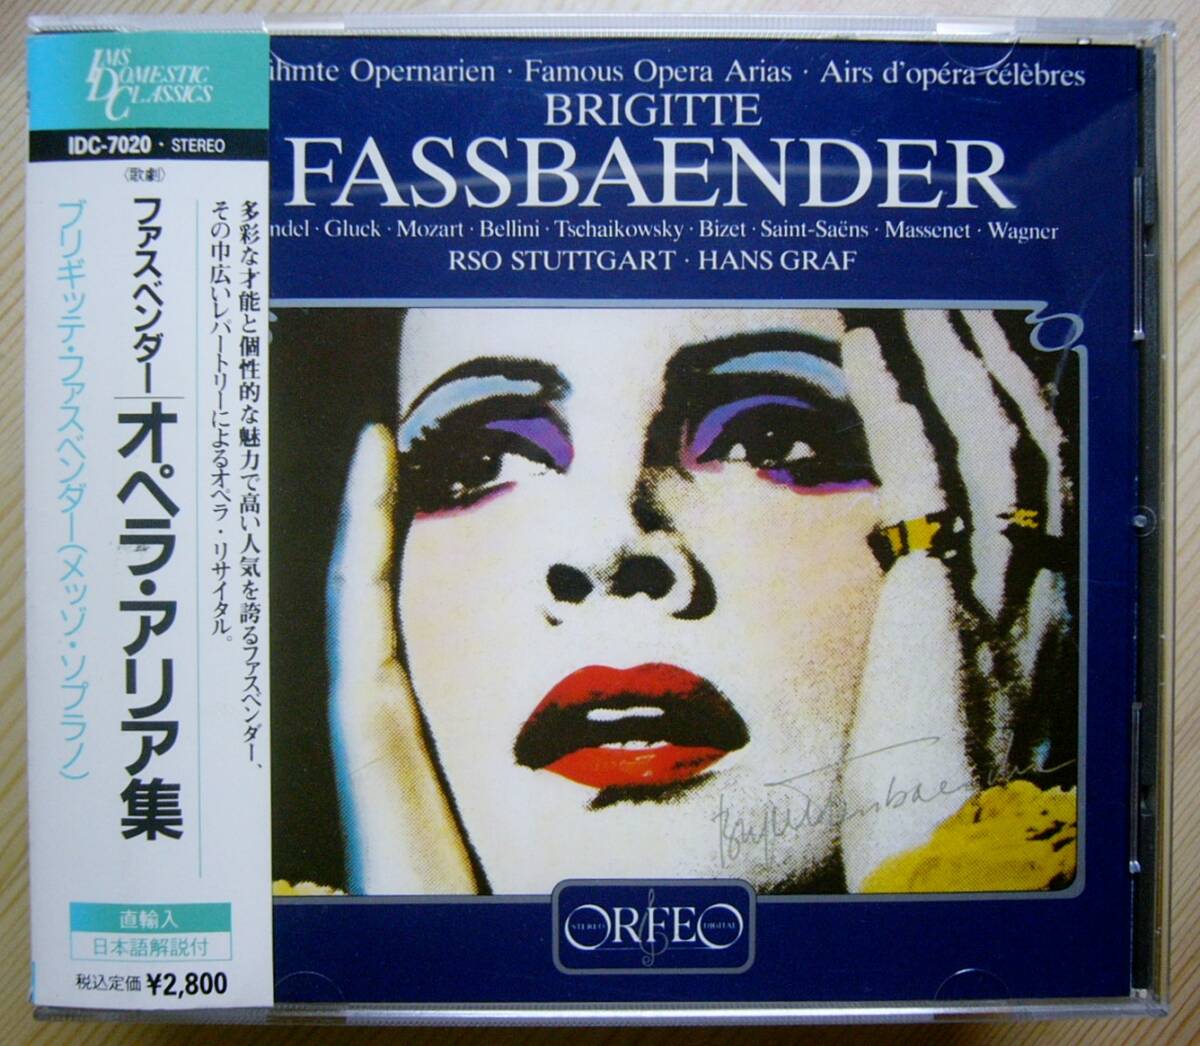 IMS
DOMESTIC
CLASSICS
IDC-7020・STEREO
〈歌劇〉
多彩な才能と個性的な魅力で高い人気を誇るファスベンダー、
その巾広いレパートリーによるオペラ・リサイタル。
ファスベンダー|オペラ・アリア集
ブリギッテ・ファスベンダー(メッゾ・ソプラノ)
直輸入
日本語解説付
税込定価 ¥2,800
ühmte Opernarien · Famous Opera Arias · Airs d'opéra célèbres
BRIGITTE
FASSBAENDER
ndel · Gluck · Mozart · Bellini · Tschaikowsky · Bizet · Saint-Saëns · Massenet · Wagner
RSO STUTTGART · HANS GRAF
STEREO ORFEO DIGITAL